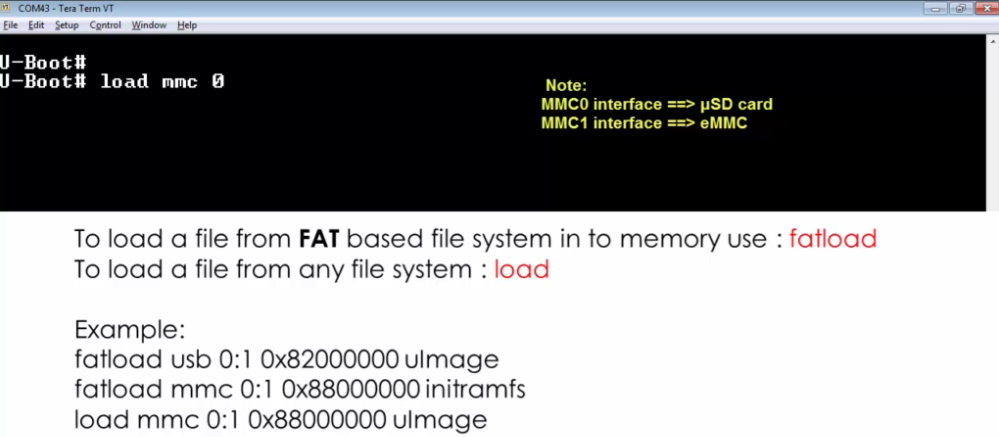 COM43 - Tera Term VT
File Edit Setup Control Window Help
U-Boot#
U-Boot# load mmc 0
Note:
MMC0 interface ==> µSD card
MMC1 interface ==> eMMC
To load a file from FAT based file system in to memory use : fatload
To load a file from any file system : load
Example:
fatload usb 0:1 0x82000000 uImage
fatload mmc 0:1 0x88000000 initramfs
load mmc 0:1 0x88000000 uImage